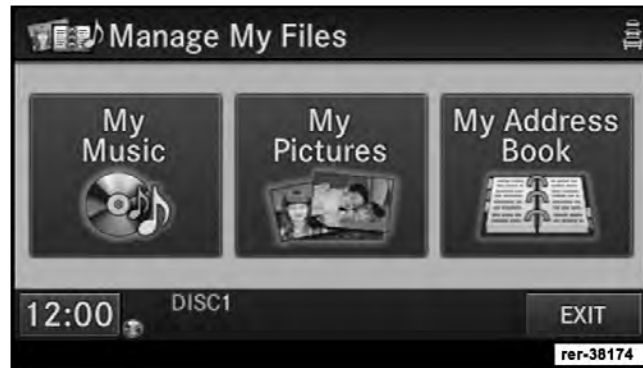 Manage My Files
My
Music
My
Pictures
My Address
Book
12:00
DISC1
EXIT
rer-38174